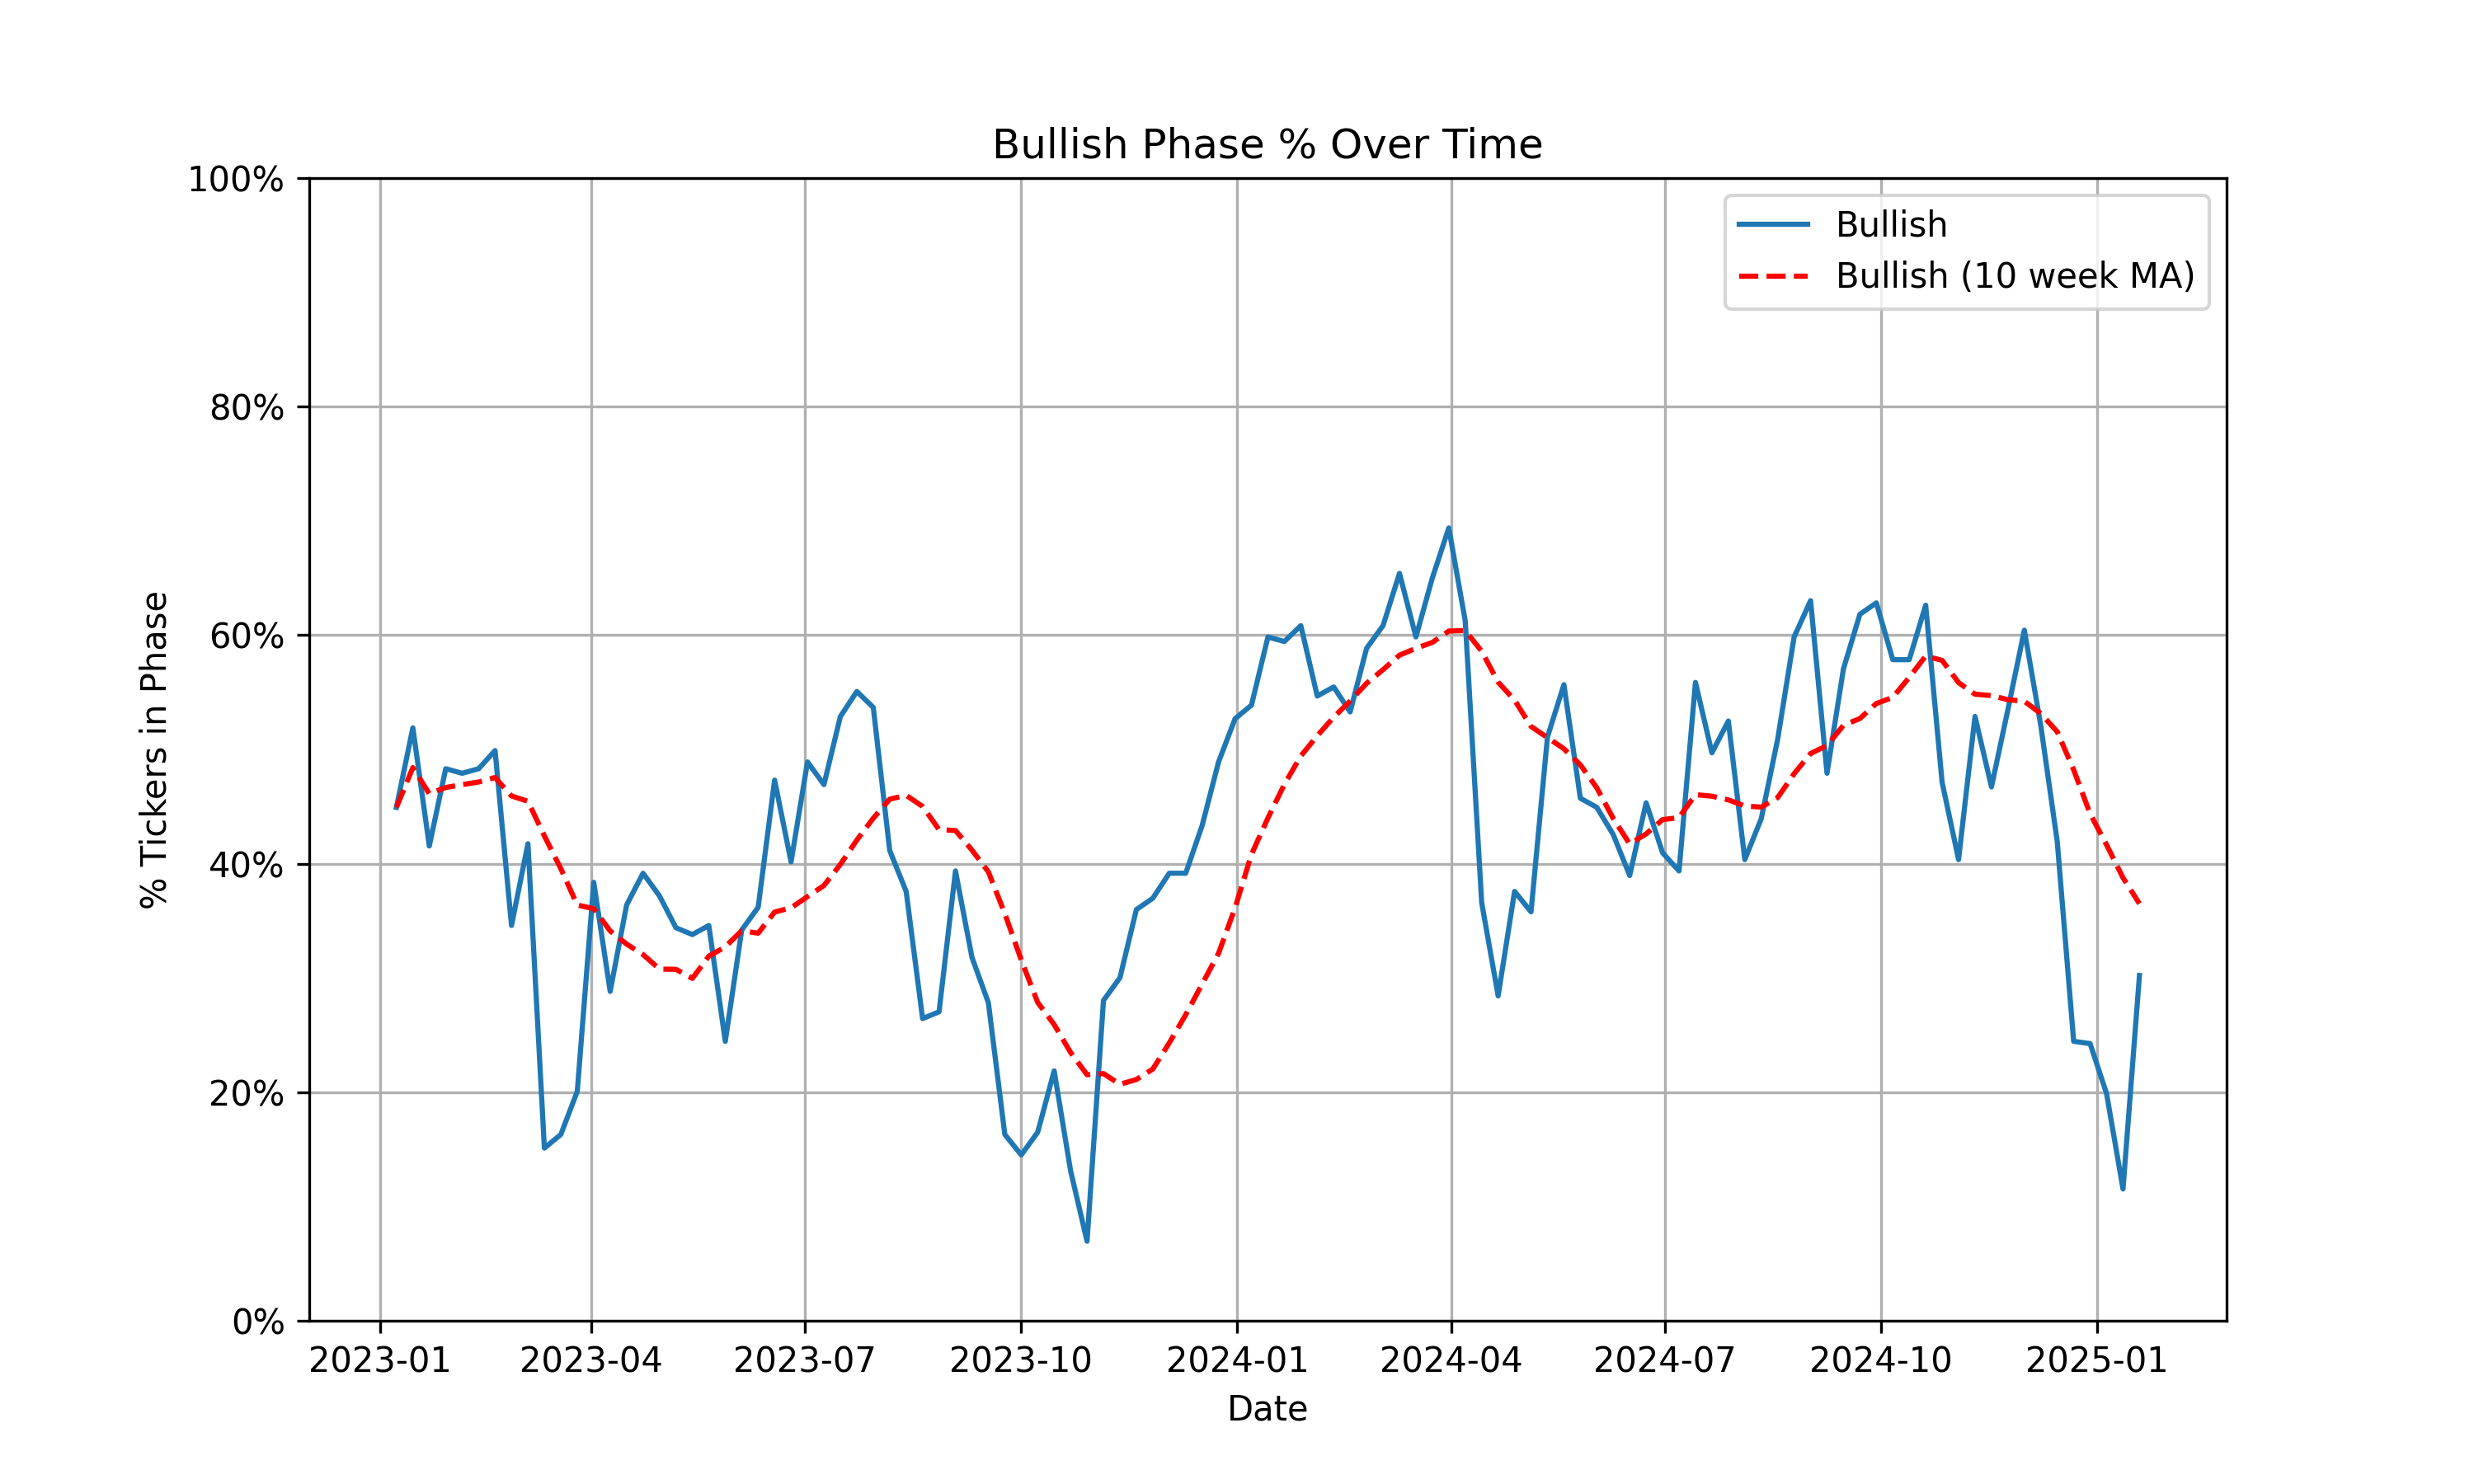 Bullish Phase % Over Time
100%
80%
60%
40%
20%
0%
% Tickers in Phase
Bullish
Bullish (10 week MA)
2023-01 2023-04 2023-07 2023-10 2024-01 2024-04 2024-07 2024-10 2025-01
Date